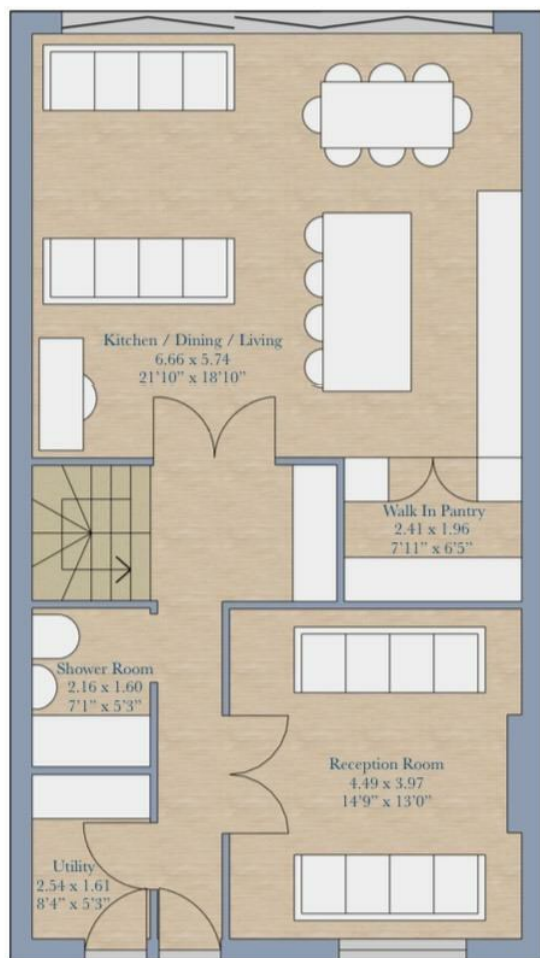 Kitchen / Dining / Living
6.66 x 5.74
21'10" x 18'10"
Walk In Pantry
2.41 x 1.96
7'11" x 6'5"
Shower Room
2.16 x 1.60
7'1" x 5'3"
Reception Room
4.49 x 3.97
14'9" x 13'0"
Utility
2.54 x 1.61
8'4" x 5'3"